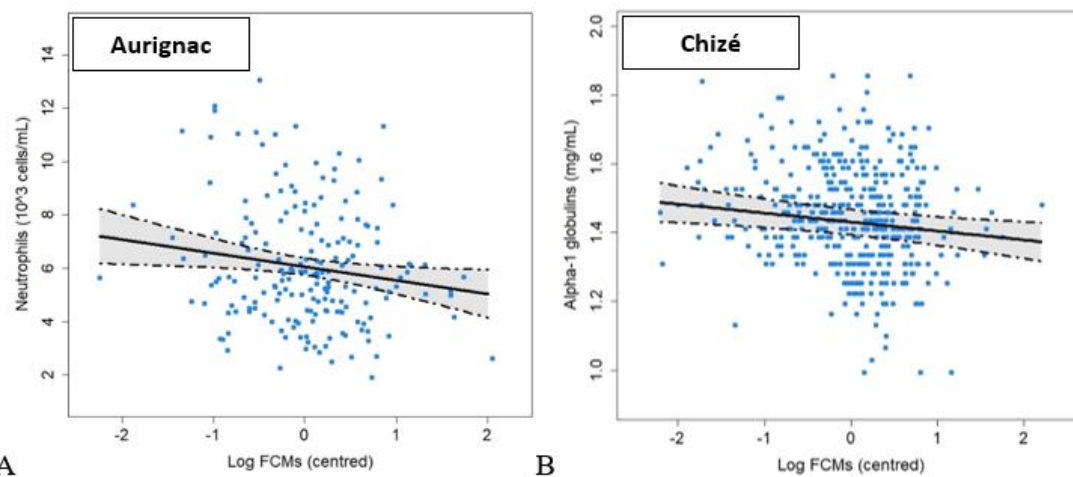 Aurignac
Neutrophils (10^3 cells/mL)
14
12
10
8
6
4
2
-2 -1 0 1 2
Log FCMs (centred)
A
Chizé
Alpha-1 globulins (mg/mL)
2.0
1.8
1.6
1.4
1.2
1.0
-2 -1 0 1 2
Log FCMs (centred)
B